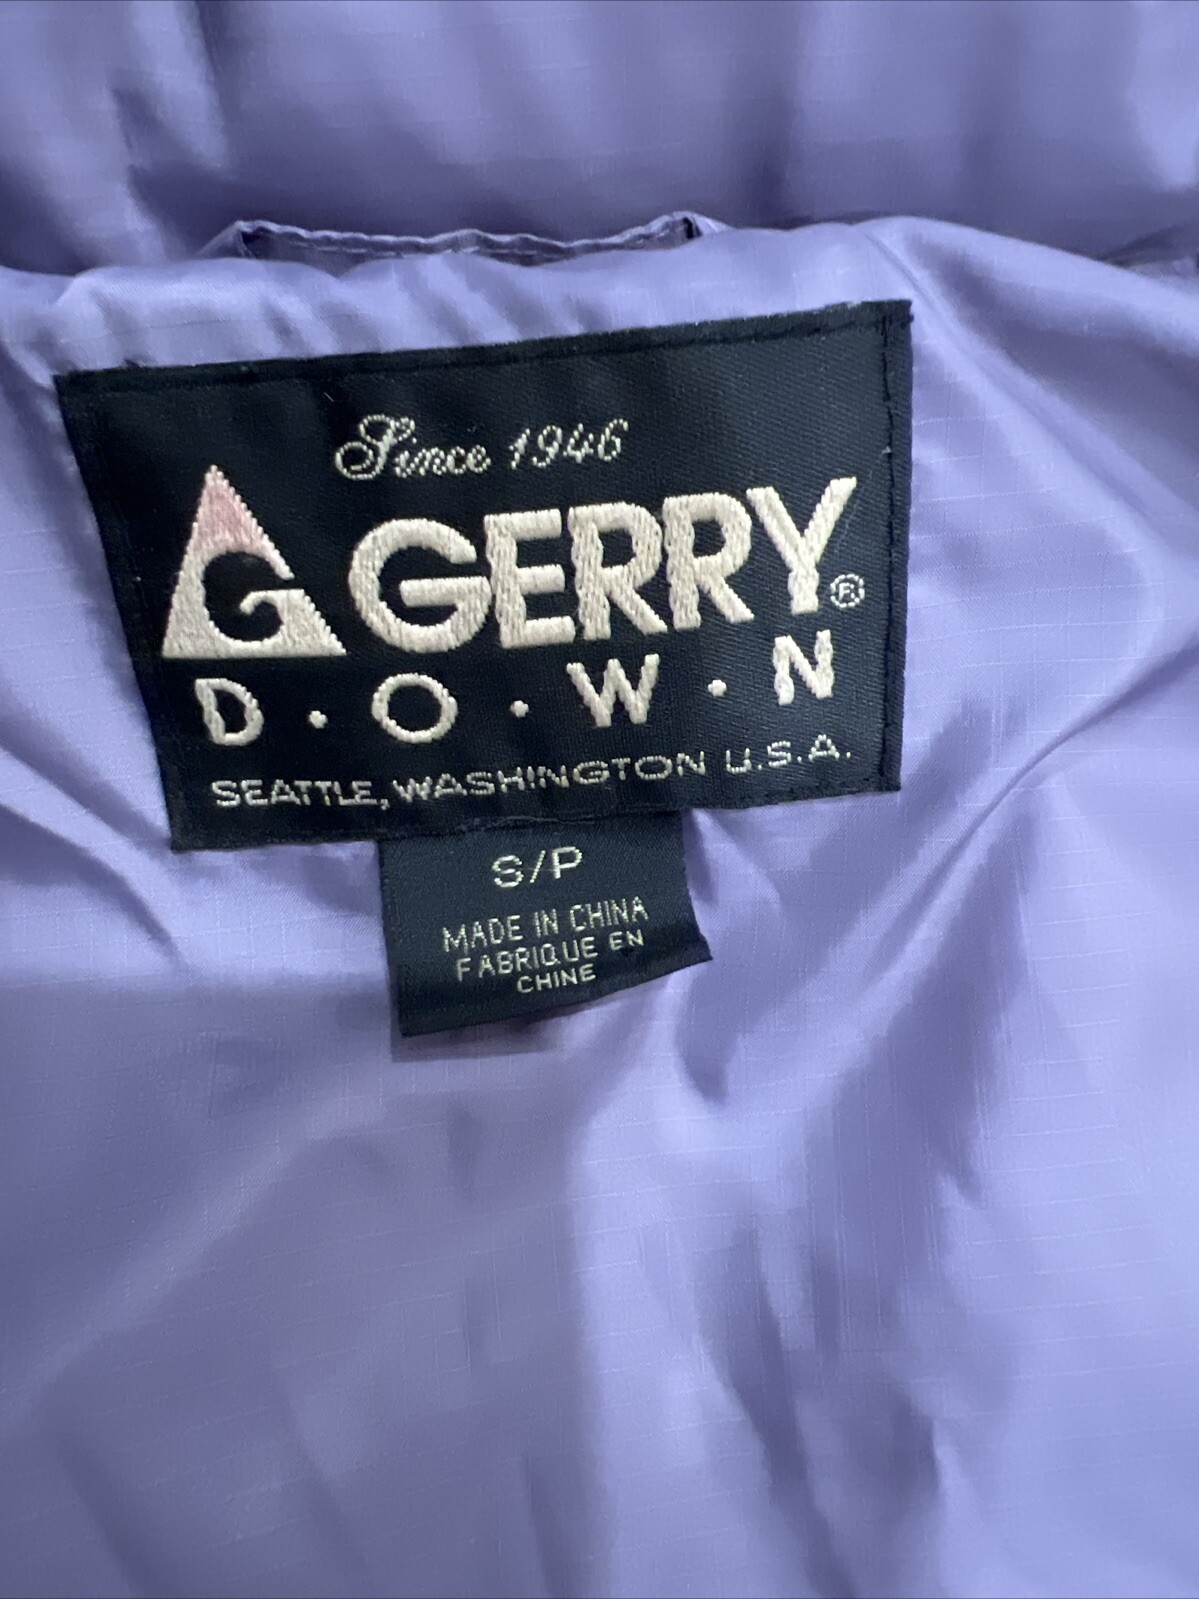 Since 1946
G GERRY®
D·O·W·N
SEATTLE, WASHINGTON U.S.A.
S/P
MADE IN CHINA
FABRIQUE EN
CHINE